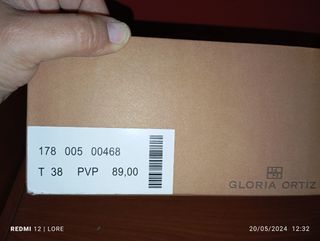 178 005 00468
T 38 PVP 89,00
GLORIA ORTIZ
REDMI 12 | LORE
20/05/2024 12:32